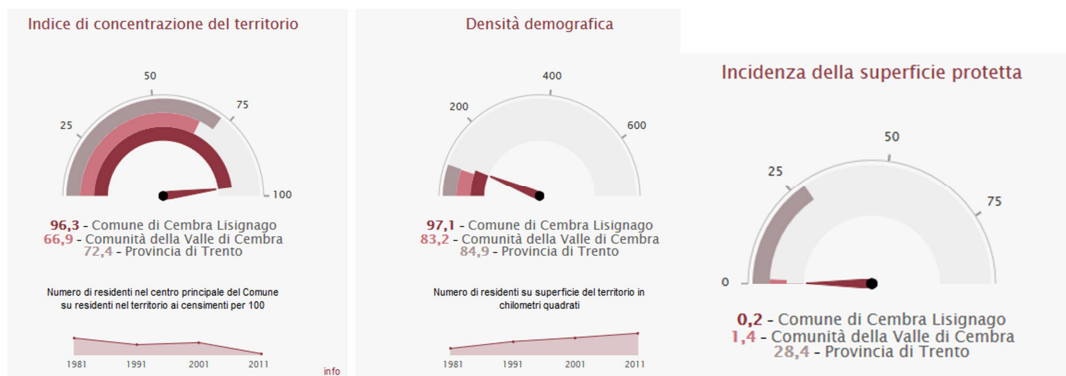 Indice di concentrazione del territorio
25
50
75
100
96,3 - Comune di Cembra Lisignago
66,9 - Comunità della Valle di Cembra
72,4 - Provincia di Trento
Numero di residenti nel centro principale del Comune
su residenti nel territorio ai censimenti per 100
1981 1991 2001 2011
info
Densità demografica
200
400
600
97,1 - Comune di Cembra Lisignago
83,2 - Comunità della Valle di Cembra
84,9 - Provincia di Trento
Numero di residenti su superficie del territorio in
chilometri quadrati
1981 1991 2001 2011
Incidenza della superficie protetta
0
25
50
75
0,2 - Comune di Cembra Lisignago
1,4 - Comunità della Valle di Cembra
28,4 - Provincia di Trento